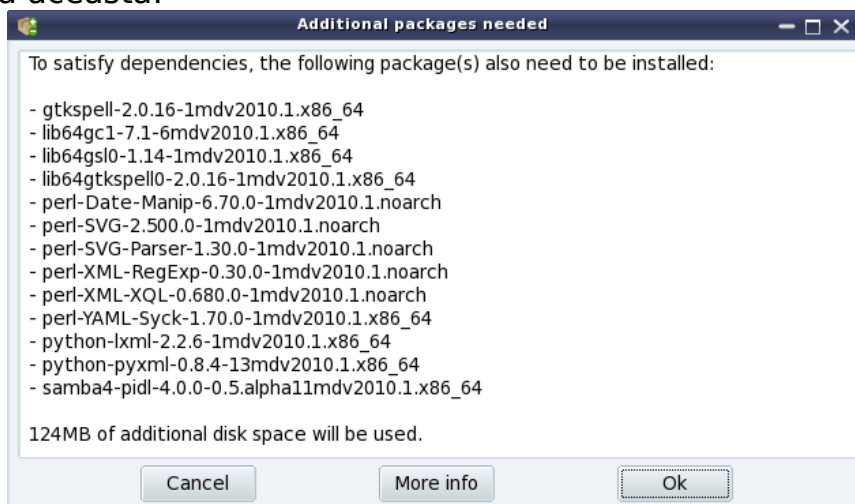 această.
Additional packages needed
To satisfy dependencies, the following package(s) also need to be installed:
- gtkspell-2.0.16-1mdv2010.1.x86_64
- lib64gc1-7.1-6mdv2010.1.x86_64
- lib64gsl0-1.14-1mdv2010.1.x86_64
- lib64gtkspell0-2.0.16-1mdv2010.1.x86_64
- perl-Date-Manip-6.70.0-1mdv2010.1.noarch
- perl-SVG-2.500.0-1mdv2010.1.noarch
- perl-SVG-Parser-1.30.0-1mdv2010.1.noarch
- perl-XML-RegExp-0.30.0-1mdv2010.1.noarch
- perl-XML-XQL-0.680.0-1mdv2010.1.noarch
- perl-YAML-Syck-1.70.0-1mdv2010.1.x86_64
- python-lxml-2.2.6-1mdv2010.1.x86_64
- python-pyxml-0.8.4-13mdv2010.1.x86_64
- samba4-pidl-4.0.0-0.5.alpha11mdv2010.1.x86_64
124MB of additional disk space will be used.
Cancel More info Ok